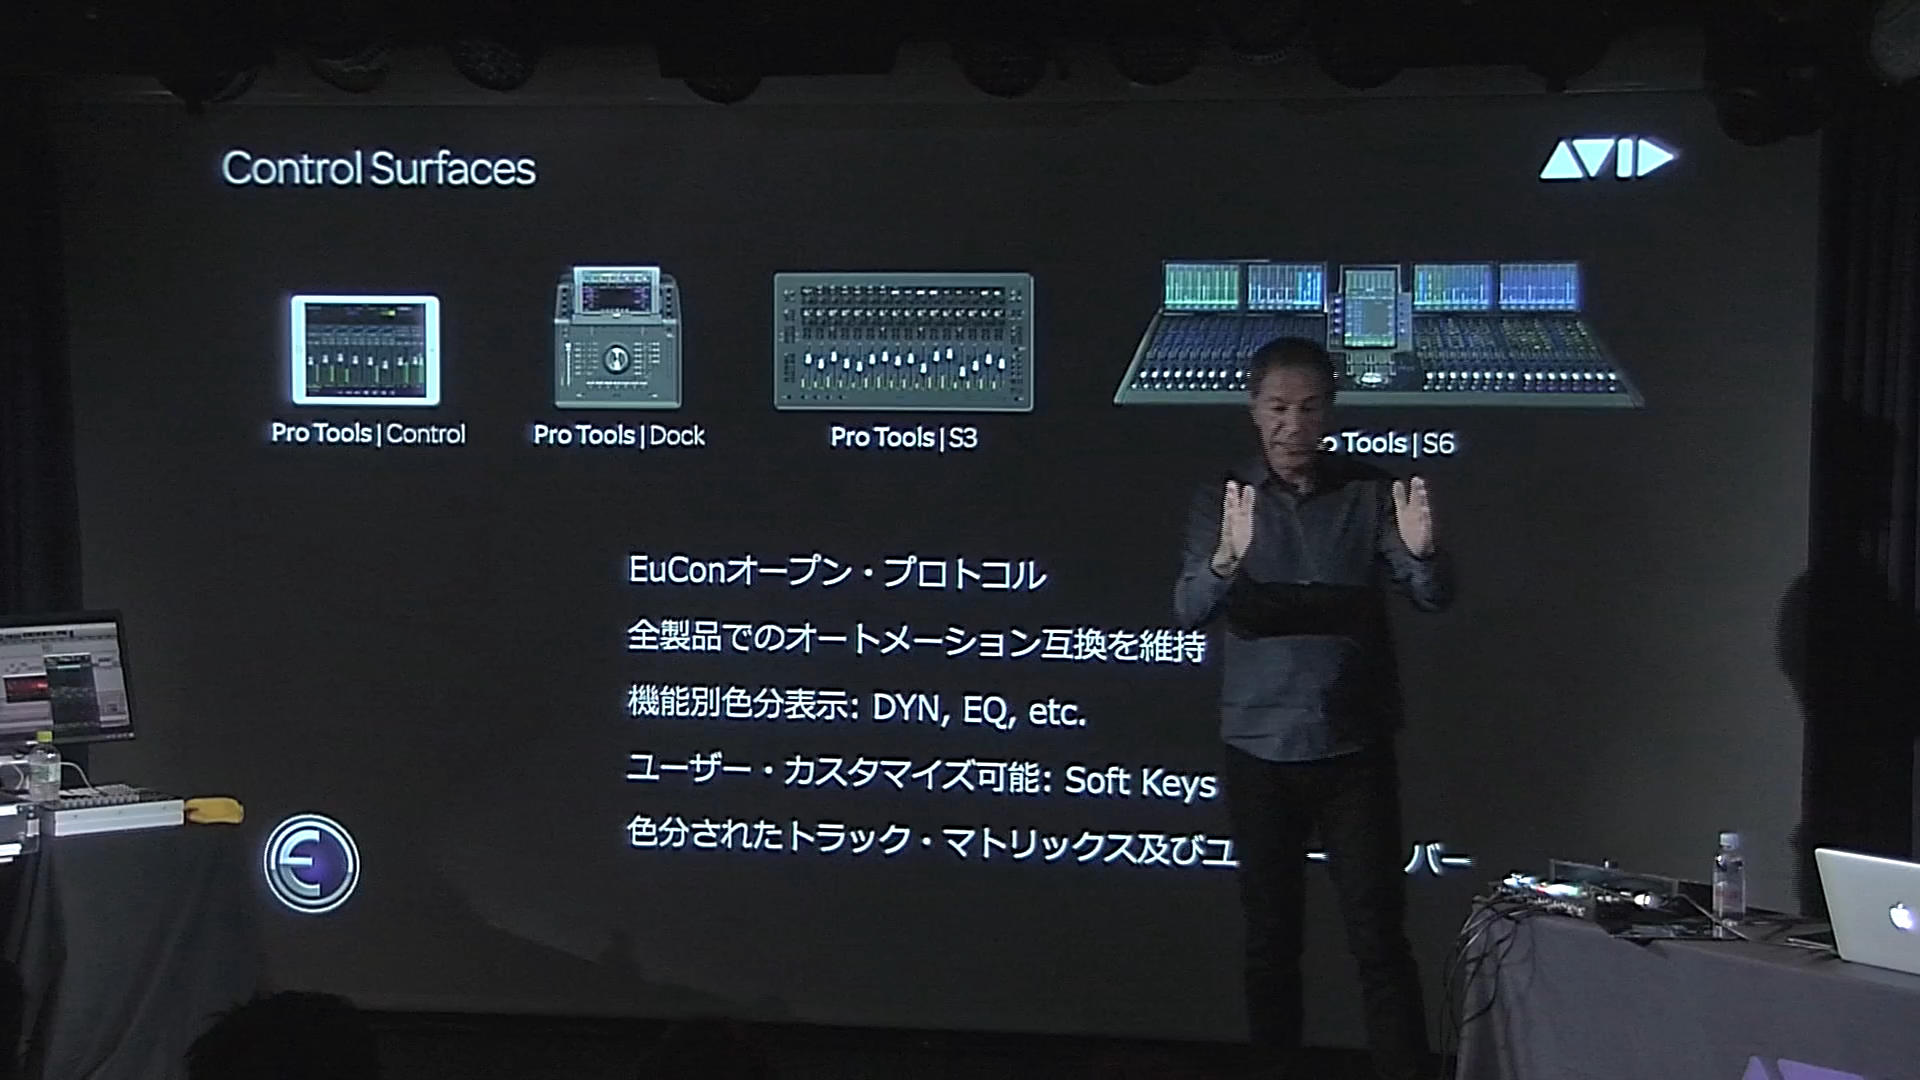 Control Surfaces
AVID
Pro Tools | Control
Pro Tools | Dock
Pro Tools | S3
o Tools | S6
EuConオープン・プロトコル
全製品でのオートメーション互換を維持
機能別色分表示: DYN, EQ, etc.
ユーザー・カスタマイズ可能: Soft Keys
色分されたトラック・マトリックス及びユ ー バー